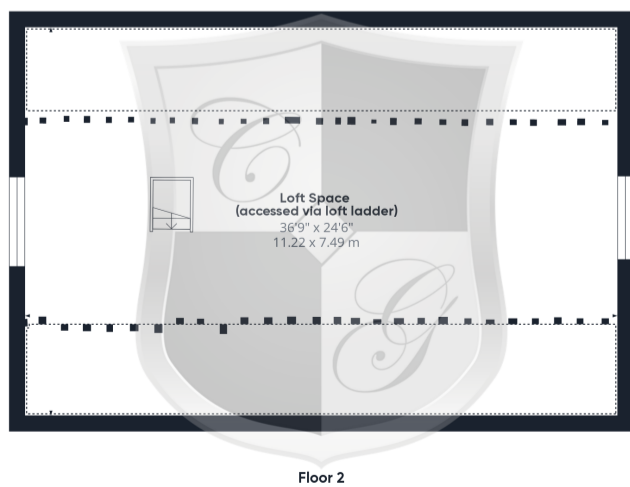 C
Loft Space
(accessed via loft ladder)
36'9" x 24'6"
11.22 x 7.49 m
G
Floor 2